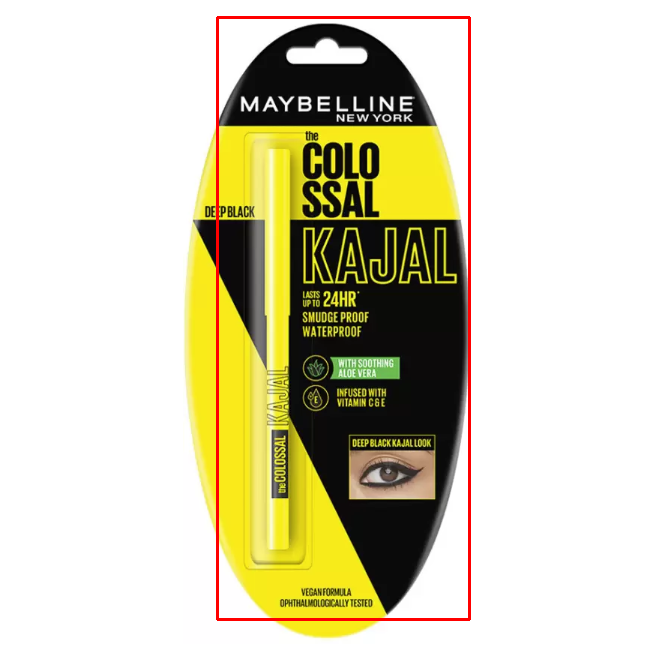 MAYBELLINE
NEW YORK
the
COLO
SSAL
DEEP BLACK
KAJAL
LASTS
UP TO 24HR*
SMUDGE PROOF
WATERPROOF
WITH SOOTHING
ALOE VERA
E
INFUSED WITH
VITAMIN C & E
the COLOSSAL KAJAL
DEEP BLACK KAJAL LOOK
VEGAN FORMULA
OPHTHALMOLOGICALLY TESTED